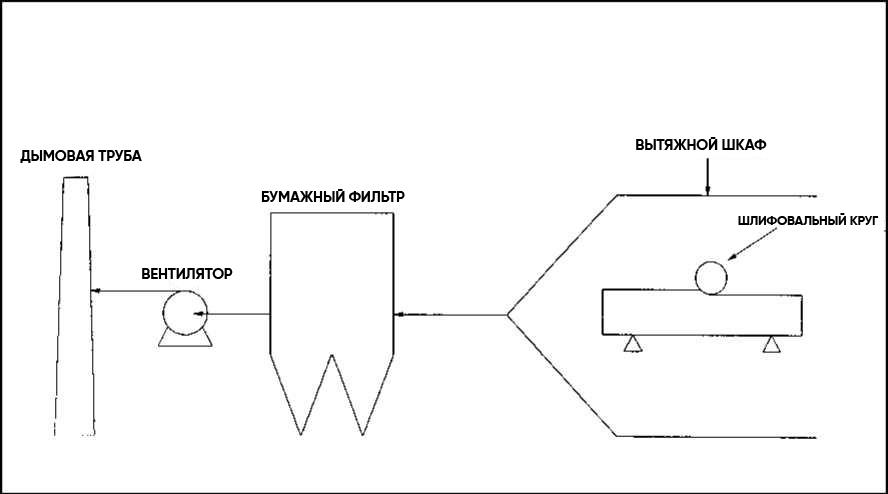 ВЫТЯЖНОЙ ШКАФ
ДЫМОВАЯ ТРУБА
БУМАЖНЫЙ ФИЛЬТР
ШЛИФОВАЛЬНЫЙ КРУГ
ВЕНТИЛЯТОР